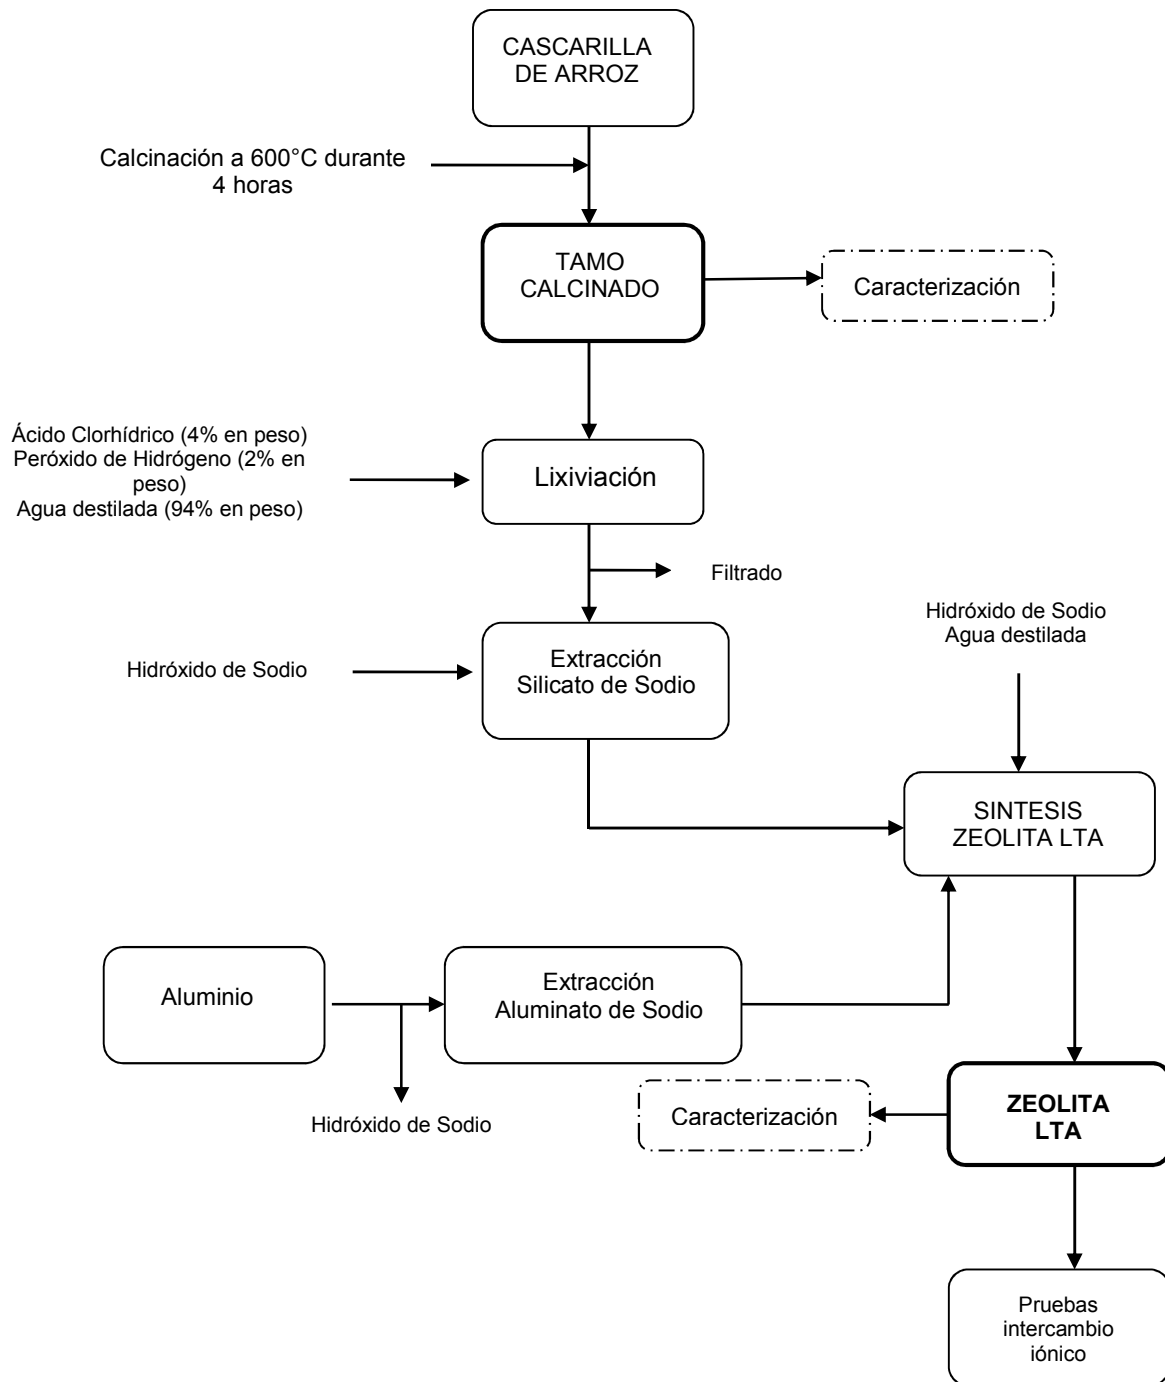 CASCARILLA
DE ARROZ
Calcinación a 600°C durante
4 horas
TAMO
CALCINADO
Caracterización
Ácido Clorhídrico (4% en peso)
Peróxido de Hidrógeno (2% en
peso)
Agua destilada (94% en peso)
Lixiviación
Filtrado
Hidróxido de Sodio
Agua destilada
Hidróxido de Sodio
Extracción
Silicato de Sodio
SINTESIS
ZEOLITA LTA
Aluminio
Extracción
Aluminato de Sodio
Hidróxido de Sodio
Caracterización
ZEOLITA
LTA
Pruebas
intercambio
iónico